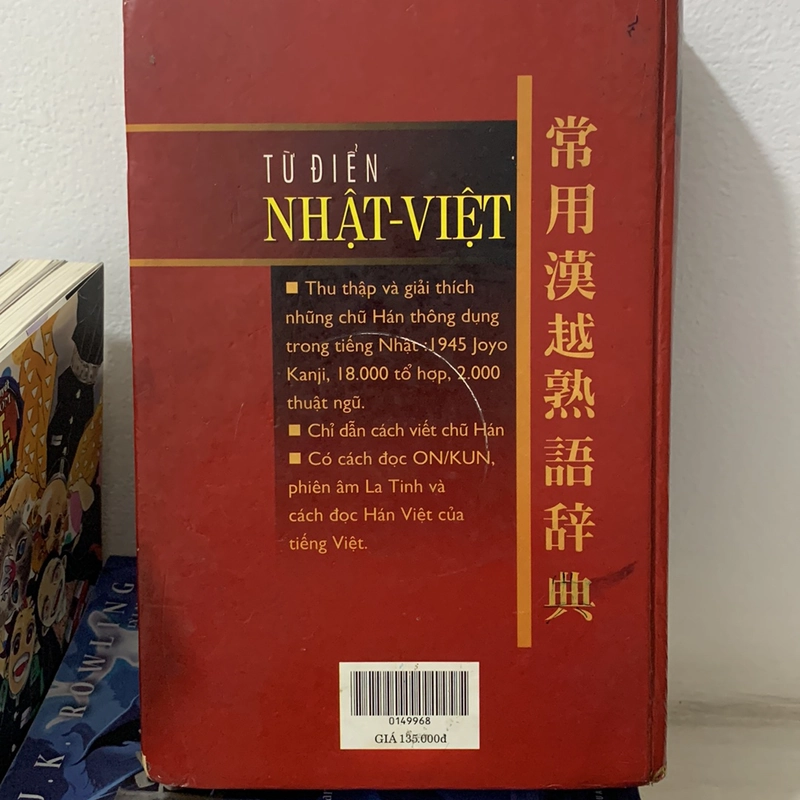 TỪ ĐIỂN
NHẬT-VIỆT
■ Thu thập và giải thích
những chữ Hán thông dụng
trong tiếng Nhật :1945 Joyo
Kanji, 18.000 tổ hợp, 2.000
thuật ngũ.
■ Chỉ dẫn cách viết chữ Hán
■ Có cách đọc ON/KUN,
phiên âm La Tinh và
cách đọc Hán Việt của
tiếng Việt.
常用漢越熟語辞典
0149968
GIÁ 135.000đ
J.K. ROWLING